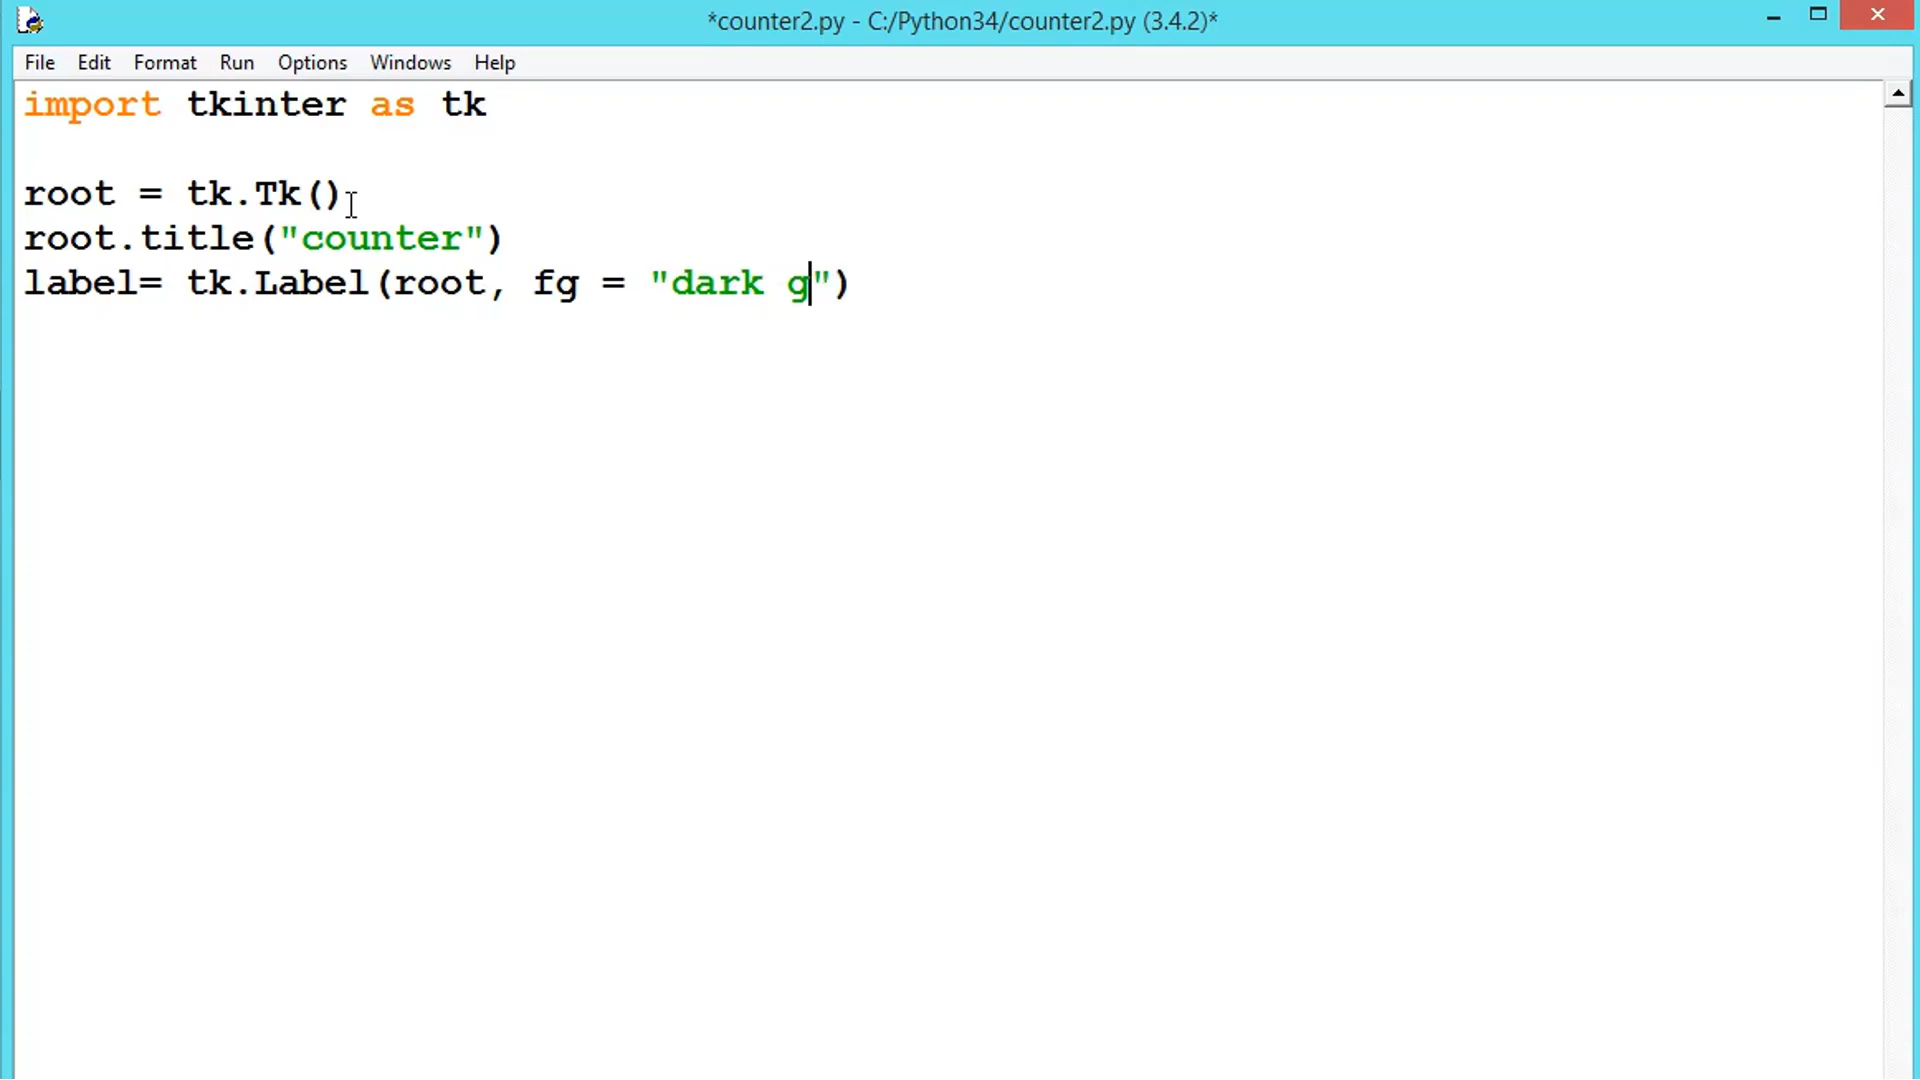 *counter2.py - C:/Python34/counter2.py (3.4.2)*
File Edit Format Run Options Windows Help
import tkinter as tk
root = tk.Tk()
root.title("counter")
label= tk.Label(root, fg = "dark g")